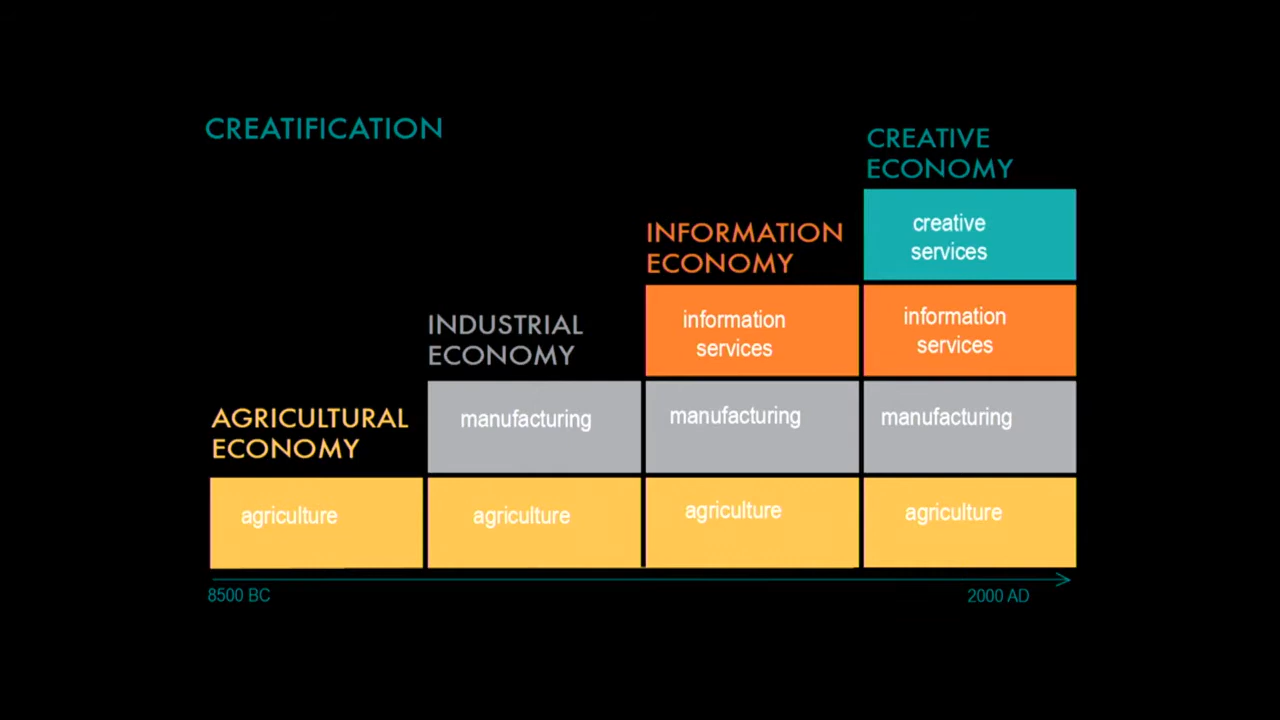 CREATIFICATION
CREATIVE
ECONOMY
creative
services
INFORMATION
ECONOMY
information
services
information
services
INDUSTRIAL
ECONOMY
manufacturing
manufacturing
manufacturing
AGRICULTURAL
ECONOMY
agriculture
agriculture
agriculture
agriculture
8500 BC
2000 AD